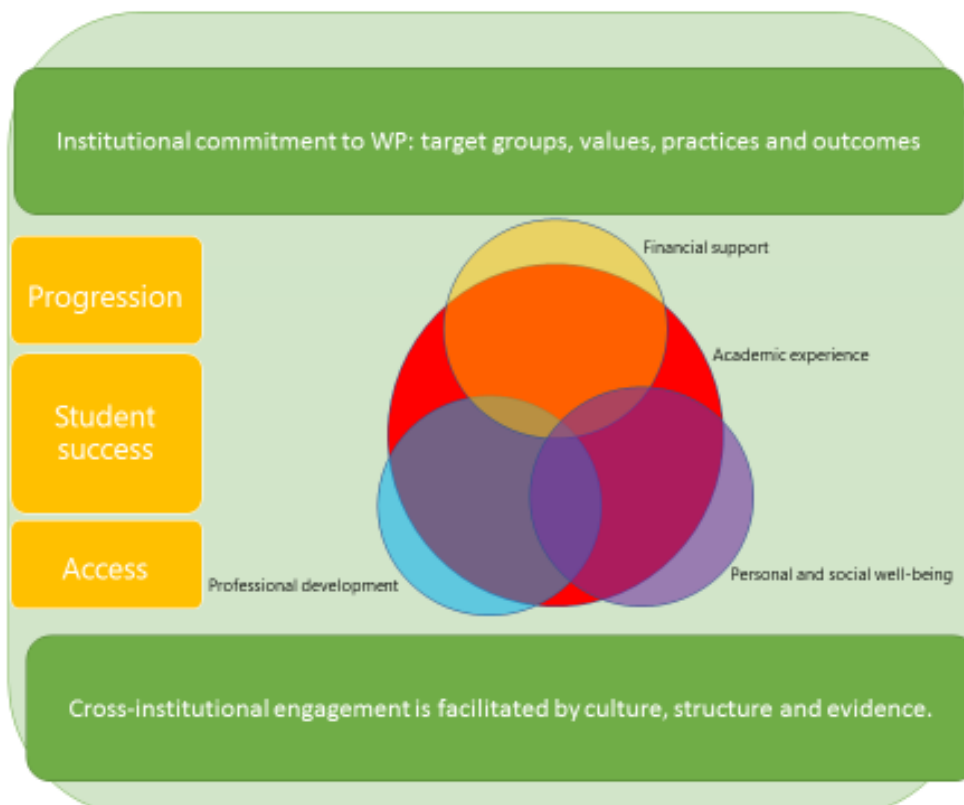 Institutional commitment to WP: target groups, values, practices and outcomes
Financial support
Progression
Academic experience
Student
success
Access
Professional development
Personal and social well-being
Cross-institutional engagement is facilitated by culture, structure and evidence.